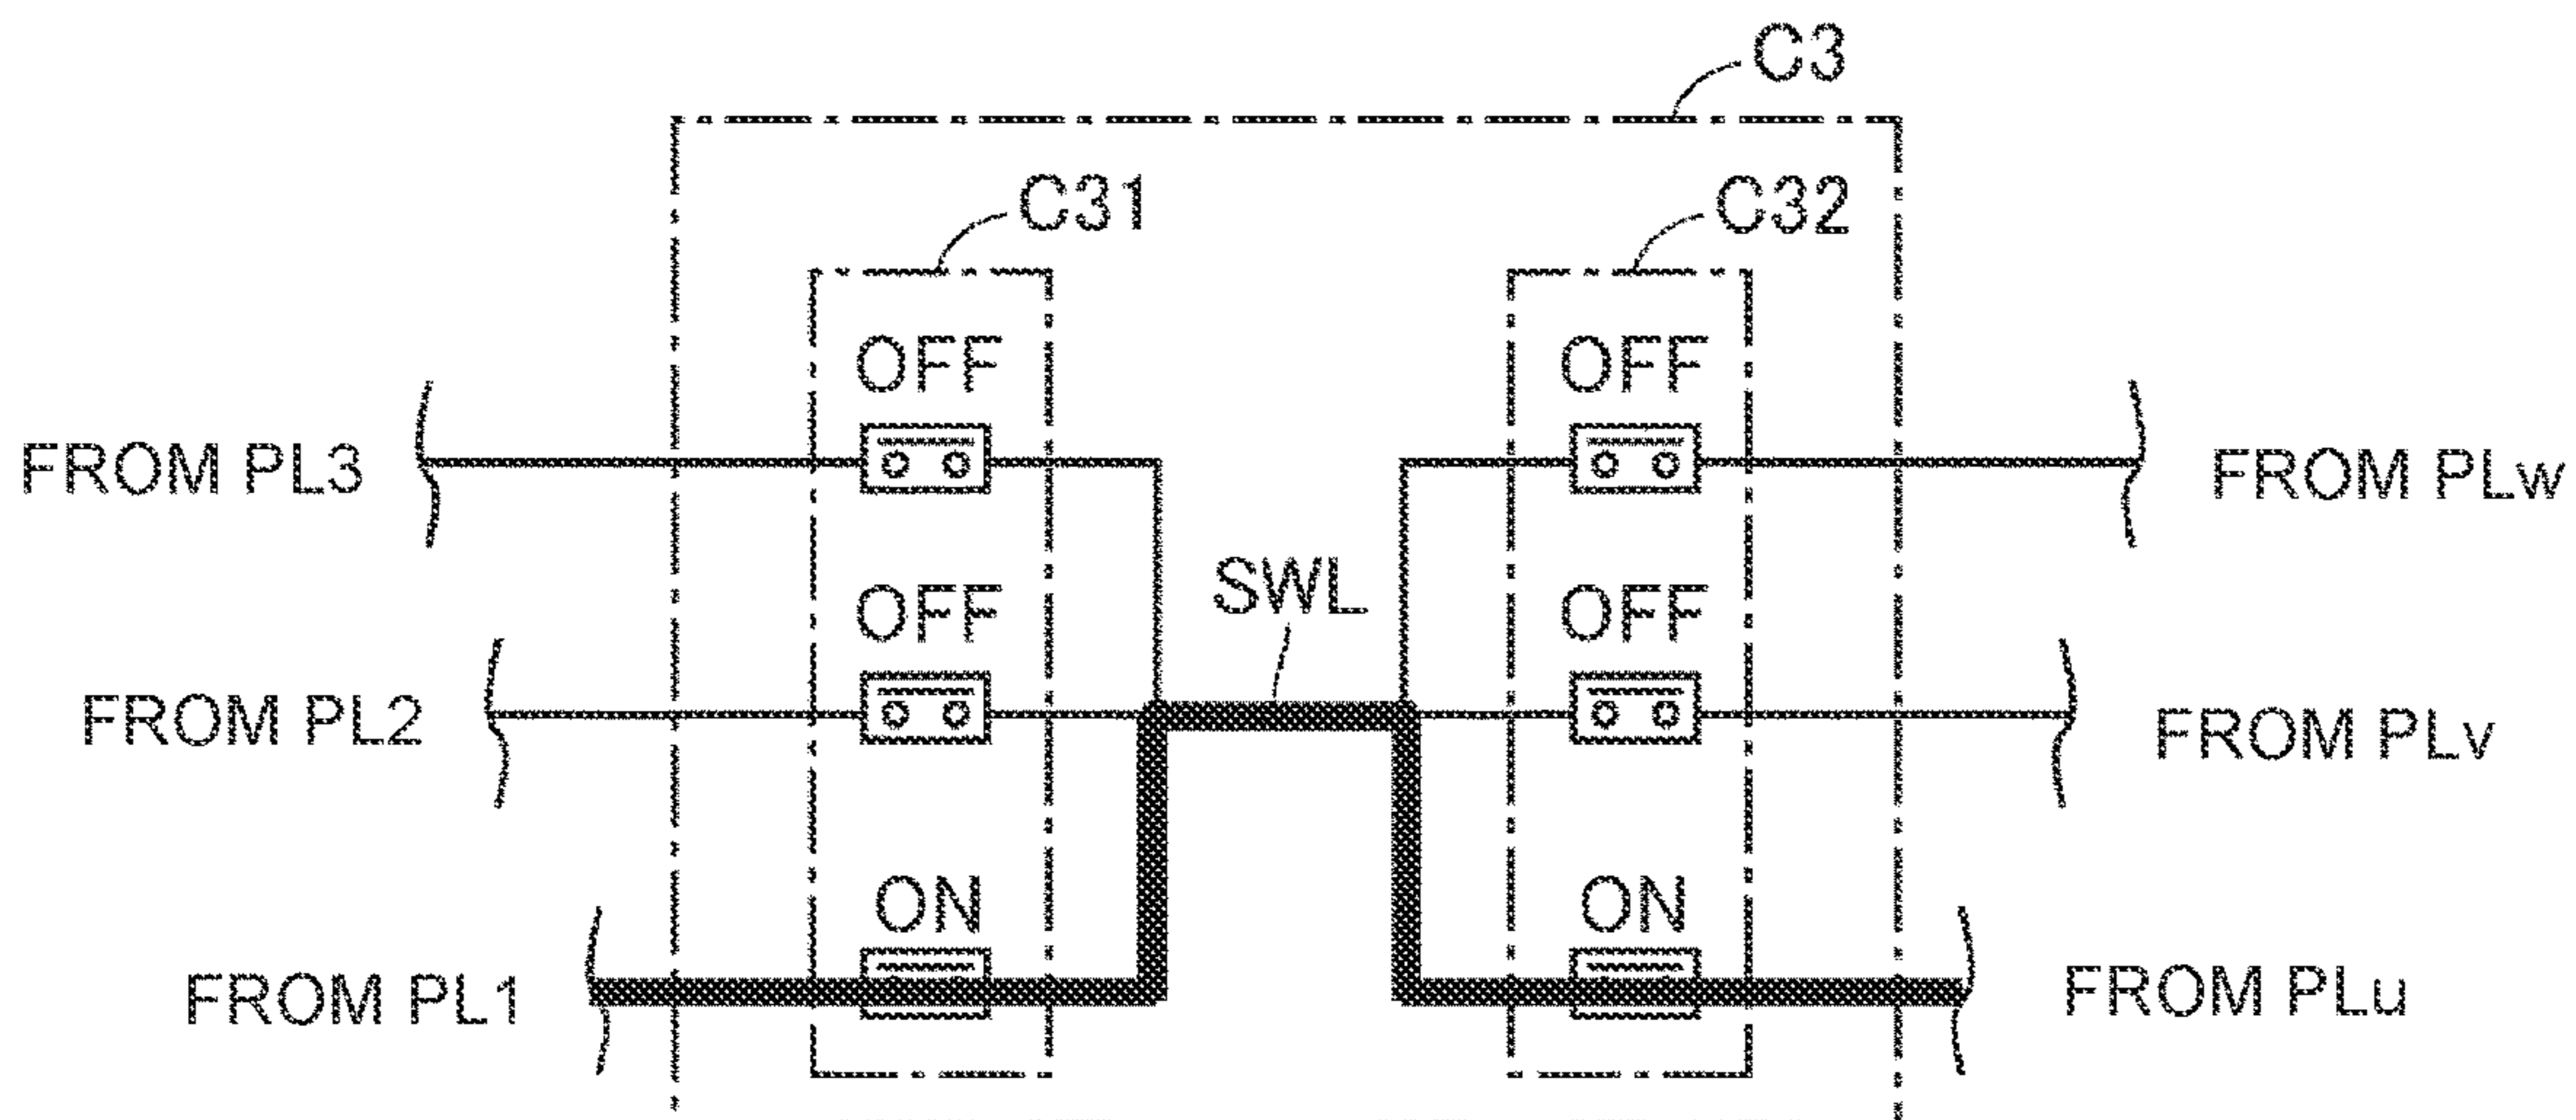 C3
C31
C32
OFF
OFF
FROM PL3
FROM PLw
OFF
SWL
OFF
FROM PL2
FROM PLv
ON
ON
FROM PL1
FROM PLu